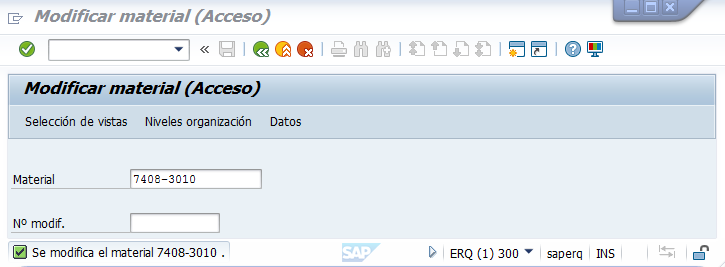 Modificar material (Acceso)
Modificar material (Acceso)
Selección de vistas Niveles organización Datos
Material 7408-3010
Nº modif.
Se modifica el material 7408-3010 . SAP ERQ (1) 300 saperq INS